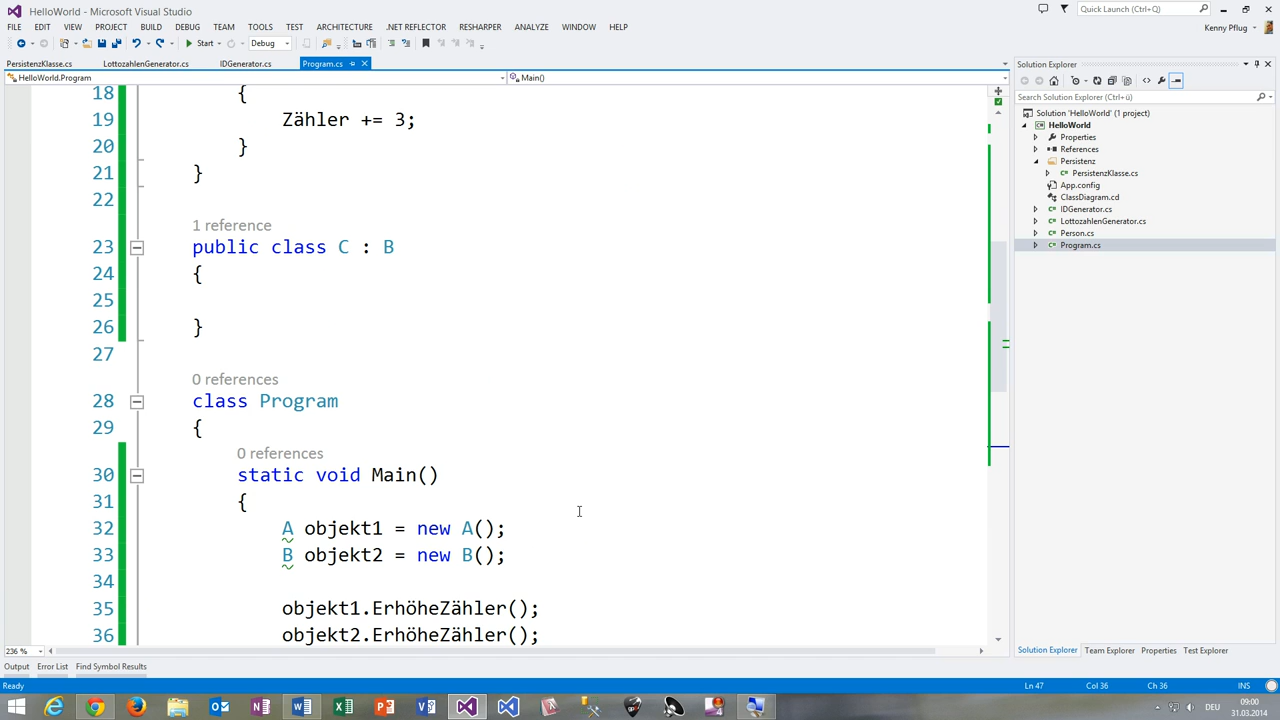 HelloWorld - Microsoft Visual Studio
Quick Launch (Ctrl+Q)
FILE EDIT VIEW PROJECT BUILD DEBUG TEAM TOOLS TEST ARCHITECTURE .NET REFLECTOR RESHARPER ANALYZE WINDOW HELP
Kenny Pflug
Start
Debug
PersistenzKlasse.cs LottozahlenGenerator.cs IDGenerator.cs Program.cs
HelloWorld.Program
Main()
18 {
19 Zähler += 3;
20 }
21 }
22
1 reference
23 public class C : B
24 {
25
26 }
27
0 references
28 class Program
29 {
0 references
30 static void Main()
31 {
32 A objekt1 = new A();
33 B objekt2 = new B();
34
35 objekt1.ErhöheZähler();
36 objekt2.ErhöheZähler();
236 %
Solution Explorer
Search Solution Explorer (Ctrl+ü)
Solution 'HelloWorld' (1 project)
HelloWorld
Properties
References
Persistenz
PersistenzKlasse.cs
App.config
ClassDiagram.cd
IDGenerator.cs
LottozahlenGenerator.cs
Person.cs
Program.cs
Solution Explorer Team Explorer Properties Test Explorer
Output Error List Find Symbol Results
Ready
Ln 47 Col 36 Ch 36 INS
DEU
09:00
31.03.2014